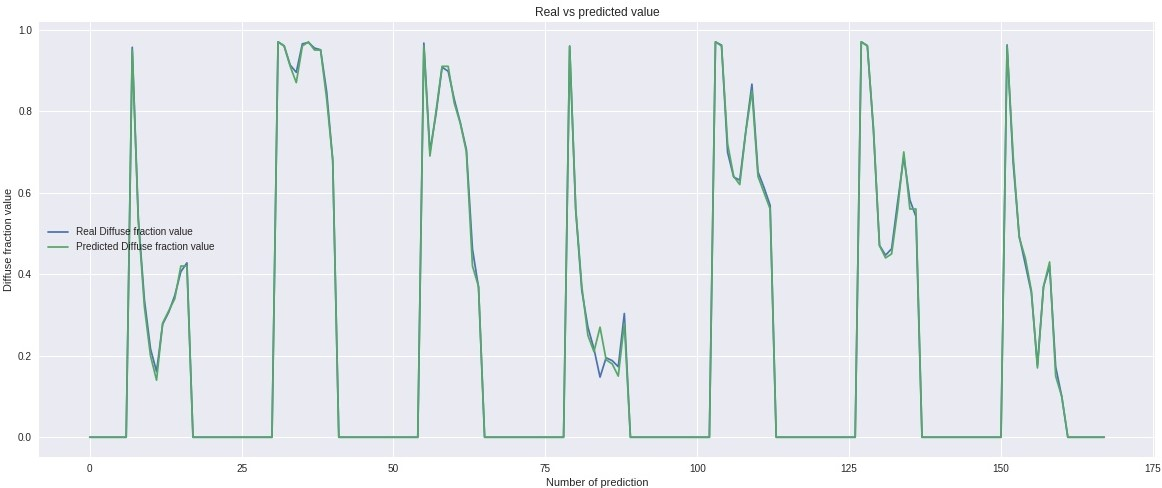 Real vs predicted value
1.0
0.8
0.6
0.4
0.2
0.0
Diffuse fraction value
Real Diffuse fraction value
Predicted Diffuse fraction value
0 25 50 75 100 125 150 175
Number of prediction